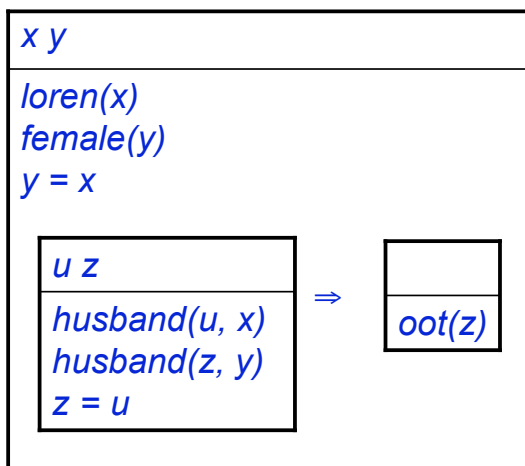 x y
loren(x)
female(y)
y = x
u z
husband(u, x)
husband(z, y)
z = u
⇒
oot(z)